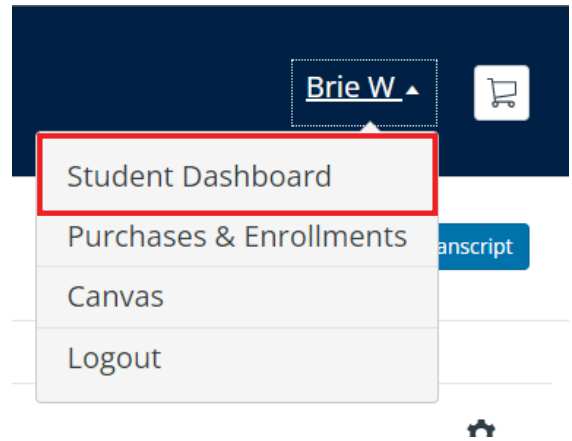 Brie W
Student Dashboard
Purchases & Enrollments
anscript
Canvas
Logout